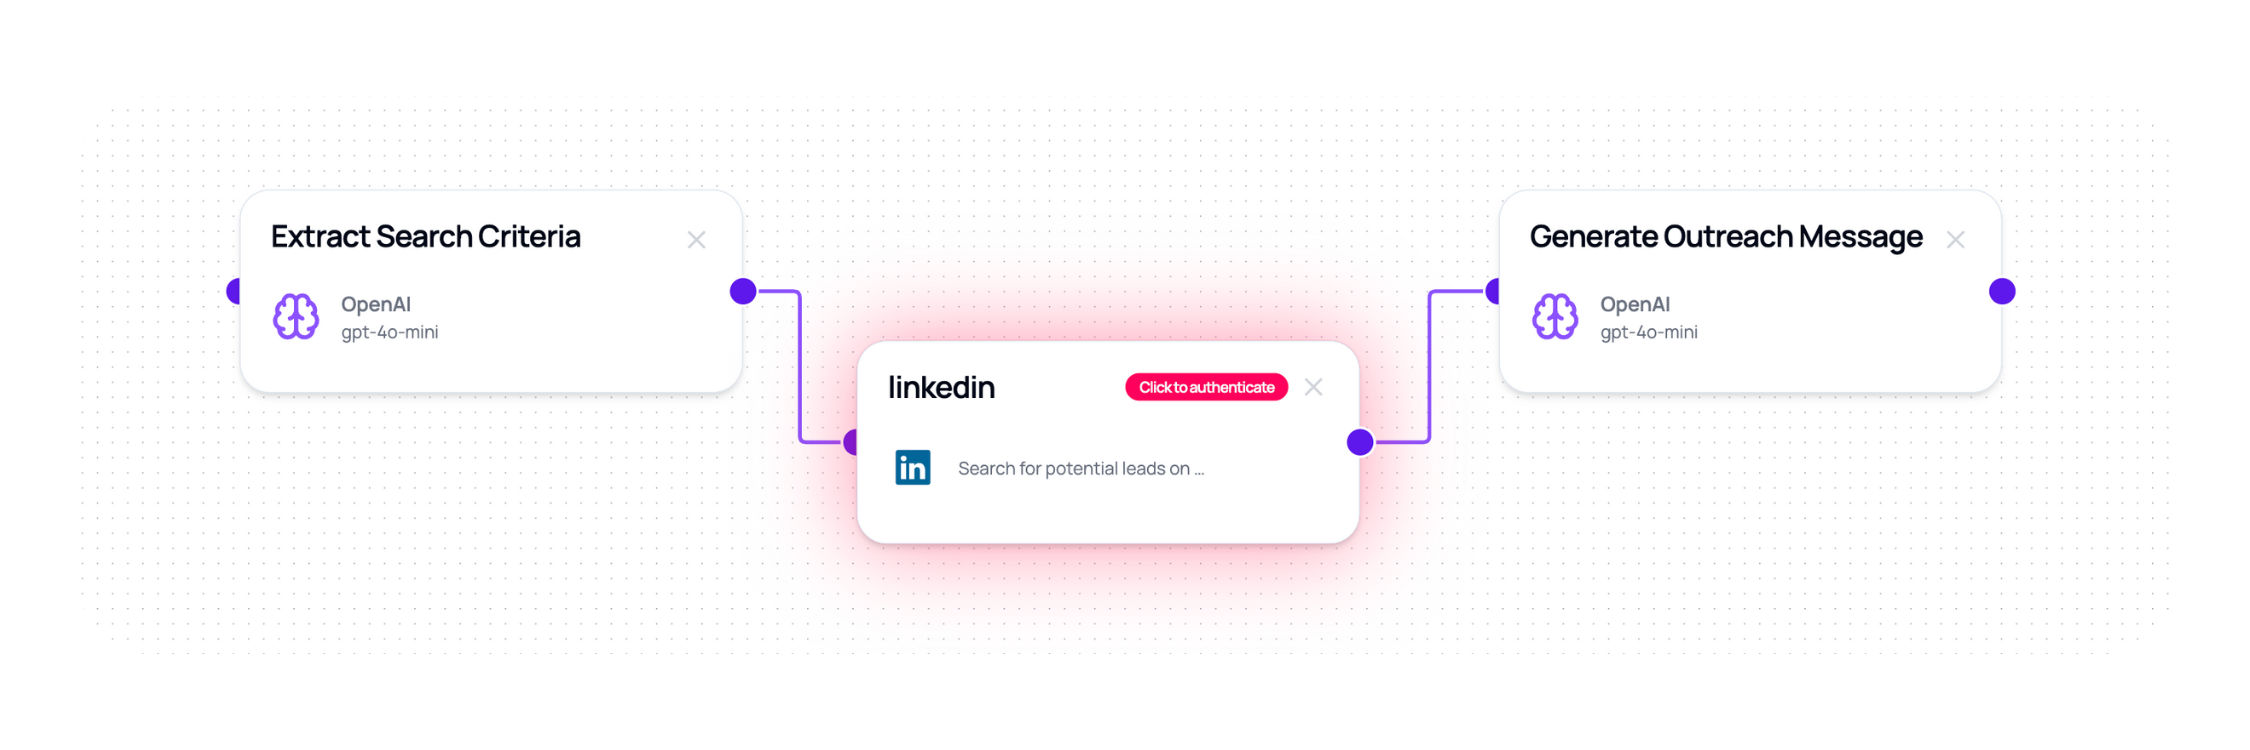 Extract Search Criteria
OpenAI
gpt-4o-mini
linkedin
Click to authenticate
in
Search for potential leads on ...
Generate Outreach Message
OpenAI
gpt-4o-mini